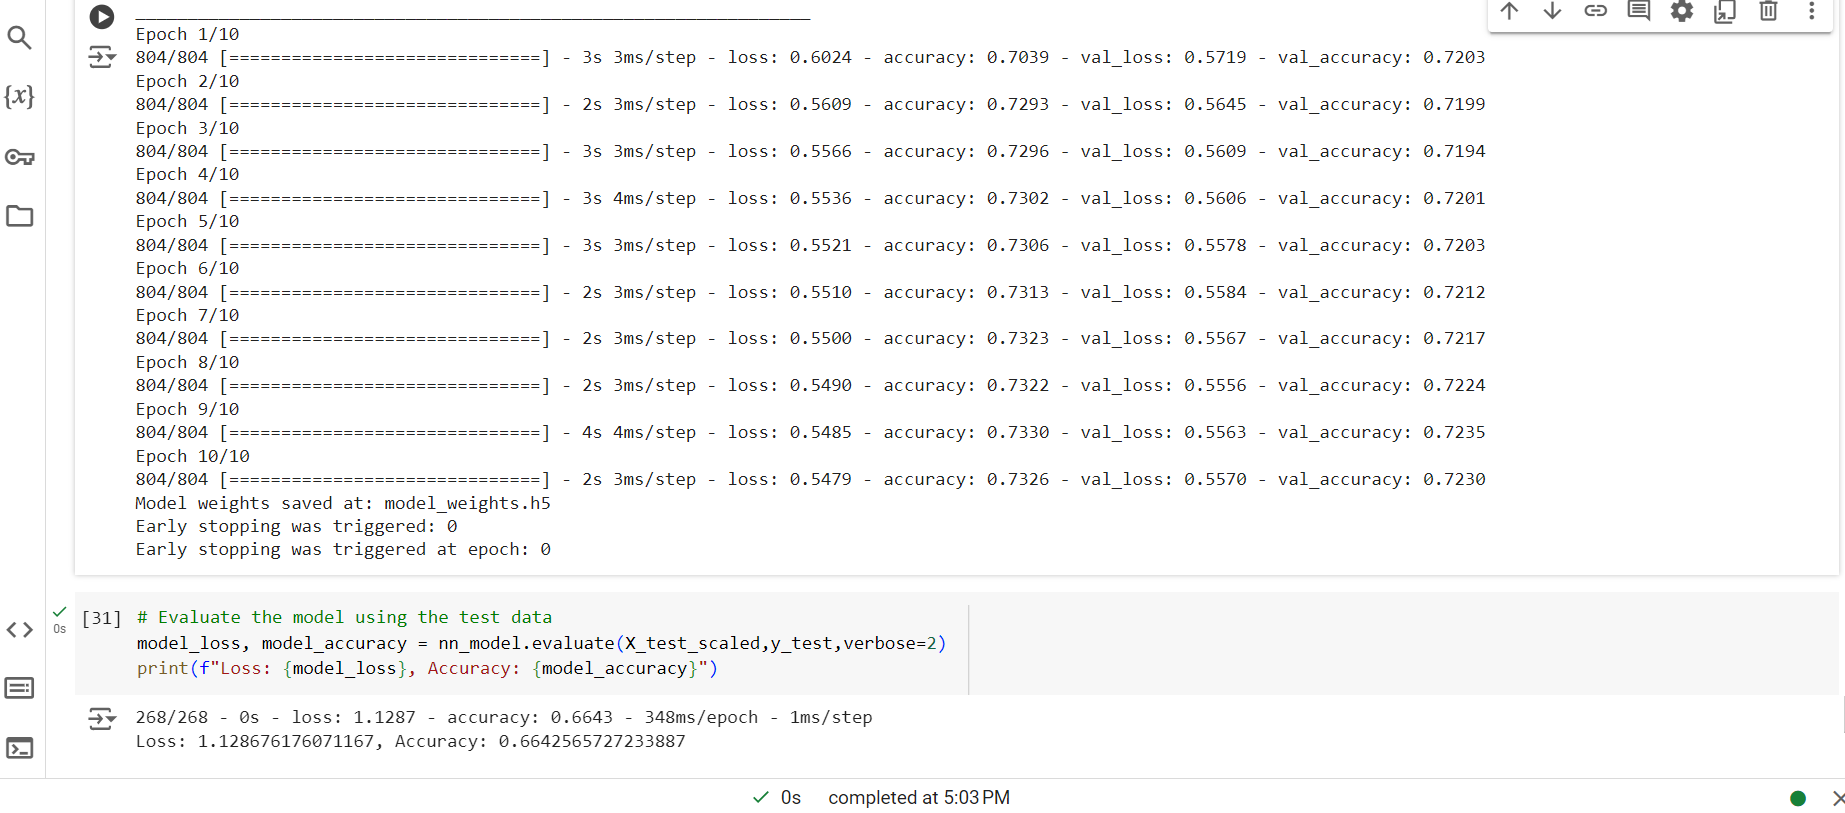 Epoch 1/10
804/804 [==============================] - 3s 3ms/step - loss: 0.6024 - accuracy: 0.7039 - val_loss: 0.5719 - val_accuracy: 0.7203
Epoch 2/10
804/804 [==============================] - 2s 3ms/step - loss: 0.5609 - accuracy: 0.7293 - val_loss: 0.5645 - val_accuracy: 0.7199
Epoch 3/10
804/804 [==============================] - 3s 3ms/step - loss: 0.5566 - accuracy: 0.7296 - val_loss: 0.5609 - val_accuracy: 0.7194
Epoch 4/10
804/804 [==============================] - 3s 4ms/step - loss: 0.5536 - accuracy: 0.7302 - val_loss: 0.5606 - val_accuracy: 0.7201
Epoch 5/10
804/804 [==============================] - 3s 3ms/step - loss: 0.5521 - accuracy: 0.7306 - val_loss: 0.5578 - val_accuracy: 0.7203
Epoch 6/10
804/804 [==============================] - 2s 3ms/step - loss: 0.5510 - accuracy: 0.7313 - val_loss: 0.5584 - val_accuracy: 0.7212
Epoch 7/10
804/804 [==============================] - 2s 3ms/step - loss: 0.5500 - accuracy: 0.7323 - val_loss: 0.5567 - val_accuracy: 0.7217
Epoch 8/10
804/804 [==============================] - 2s 3ms/step - loss: 0.5490 - accuracy: 0.7322 - val_loss: 0.5556 - val_accuracy: 0.7224
Epoch 9/10
804/804 [==============================] - 4s 4ms/step - loss: 0.5485 - accuracy: 0.7330 - val_loss: 0.5563 - val_accuracy: 0.7235
Epoch 10/10
804/804 [==============================] - 2s 3ms/step - loss: 0.5479 - accuracy: 0.7326 - val_loss: 0.5570 - val_accuracy: 0.7230
Model weights saved at: model_weights.h5
Early stopping was triggered: 0
Early stopping was triggered at epoch: 0
0s
[31] # Evaluate the model using the test data
model_loss, model_accuracy = nn_model.evaluate(X_test_scaled,y_test,verbose=2)
print(f"Loss: {model_loss}, Accuracy: {model_accuracy}")
268/268 - 0s - loss: 1.1287 - accuracy: 0.6643 - 348ms/epoch - 1ms/step
Loss: 1.128676176071167, Accuracy: 0.6642565727233887
0s completed at 5:03 PM